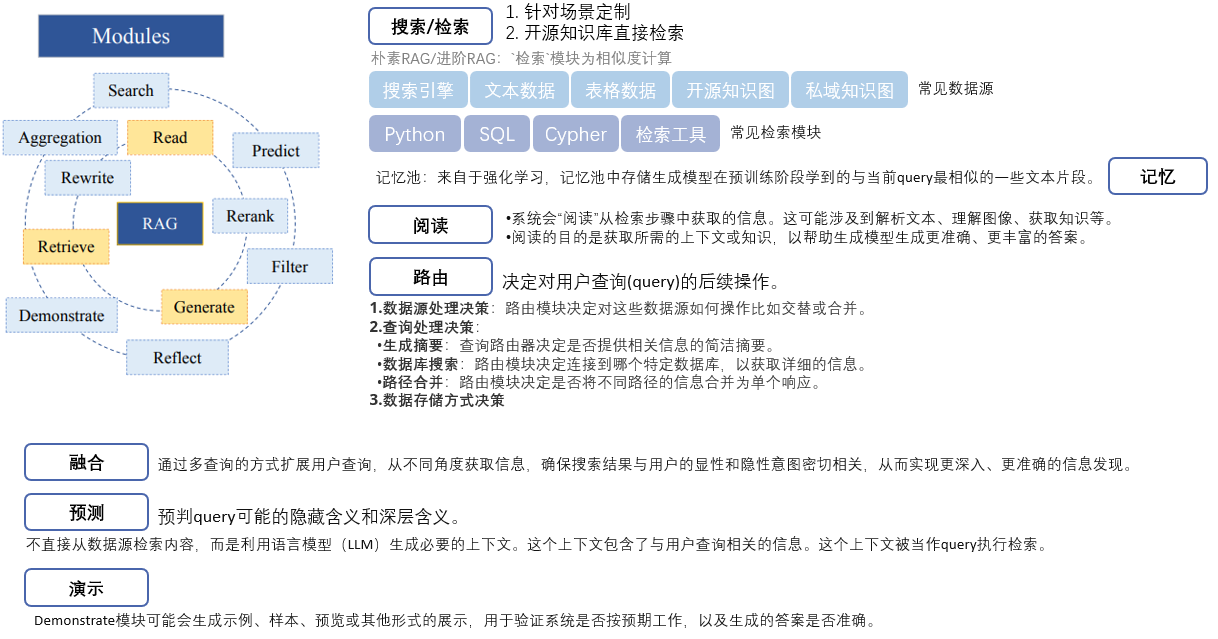 Modules
Search
Aggregation
Read
Predict
Rewrite
RAG
Rerank
Retrieve
Filter
Generate
Demonstrate
Reflect
搜索/检索
1. 针对场景定制
2. 开源知识库直接检索
朴素RAG/进阶RAG：`检索`模块为相似度计算
搜索引擎 文本数据 表格数据 开源知识图 私域知识图 常见数据源
Python SQL Cypher 检索工具 常见检索模块
记忆池：来自于强化学习，记忆池中存储生成模型在预训练阶段学到的与当前query最相似的一些文本片段。 记忆
阅读
•系统会“阅读”从检索步骤中获取的信息。这可能涉及到解析文本、理解图像、获取知识等。
•阅读的目的是获取所需的上下文或知识，以帮助生成模型生成更准确、更丰富的答案。
路由 决定对用户查询(query)的后续操作。
1.数据源处理决策：路由模块决定对这些数据源如何操作比如交替或合并。
2.查询处理决策：
•生成摘要：查询路由器决定是否提供相关信息的简洁摘要。
•数据库搜索：路由模块决定连接到哪个特定数据库，以获取详细的信息。
•路径合并：路由模块决定是否将不同路径的信息合并为单个响应。
3.数据存储方式决策
融合 通过多查询的方式扩展用户查询，从不同角度获取信息，确保搜索结果与用户的显性和隐性意图密切相关，从而实现更深入、更准确的信息发现。
预测 预判query可能的隐藏含义和深层含义。
不直接从数据源检索内容，而是利用语言模型（LLM）生成必要的上下文。这个上下文包含了与用户查询相关的信息。这个上下文被当作query执行检索。
演示
Demonstrate模块可能会生成示例、样本、预览或其他形式的展示，用于验证系统是否按预期工作，以及生成的答案是否准确。